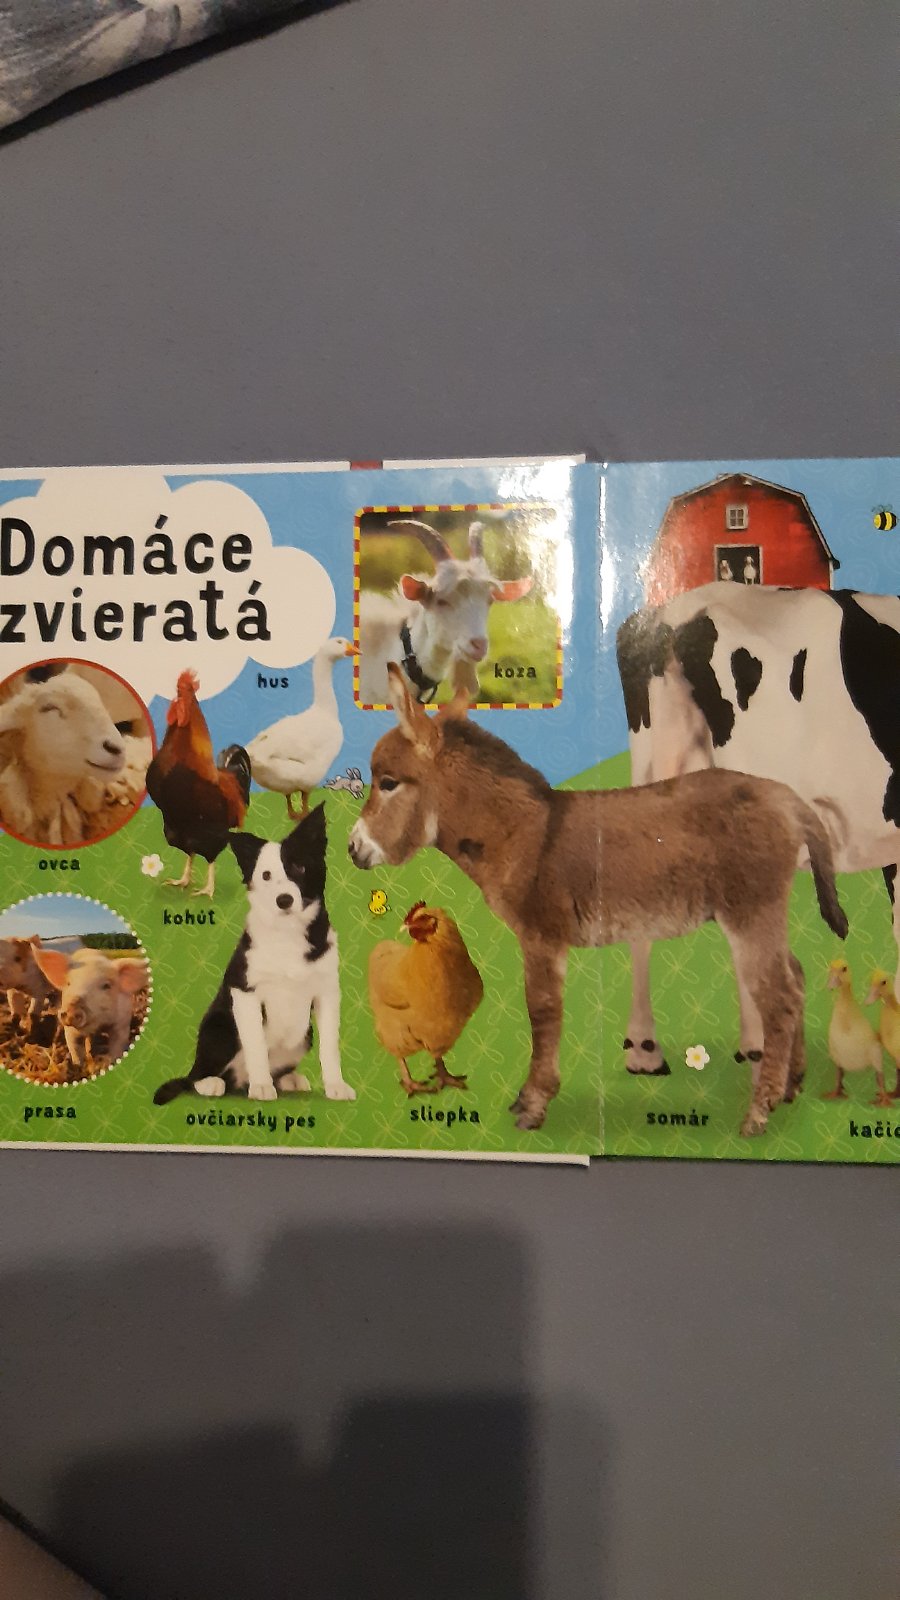 Domáce
zvieratá
hus
koza
ovca
kohút
prasa
ovčiarsky pes
sliepka
somár